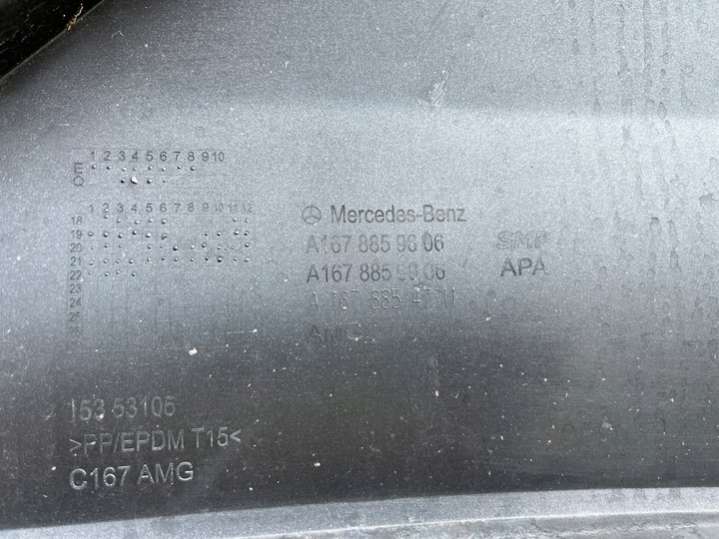 1 2 3 4 5 6 7 8 9 10
E
O
1 2 3 4 5 6 7 8 9 10 11 12
18
19
20
21
22
23
24
Mercedes-Benz
A167 885 98 06
A167 885
SMP
APA
>PP/EPDM T15<
C167 AMG